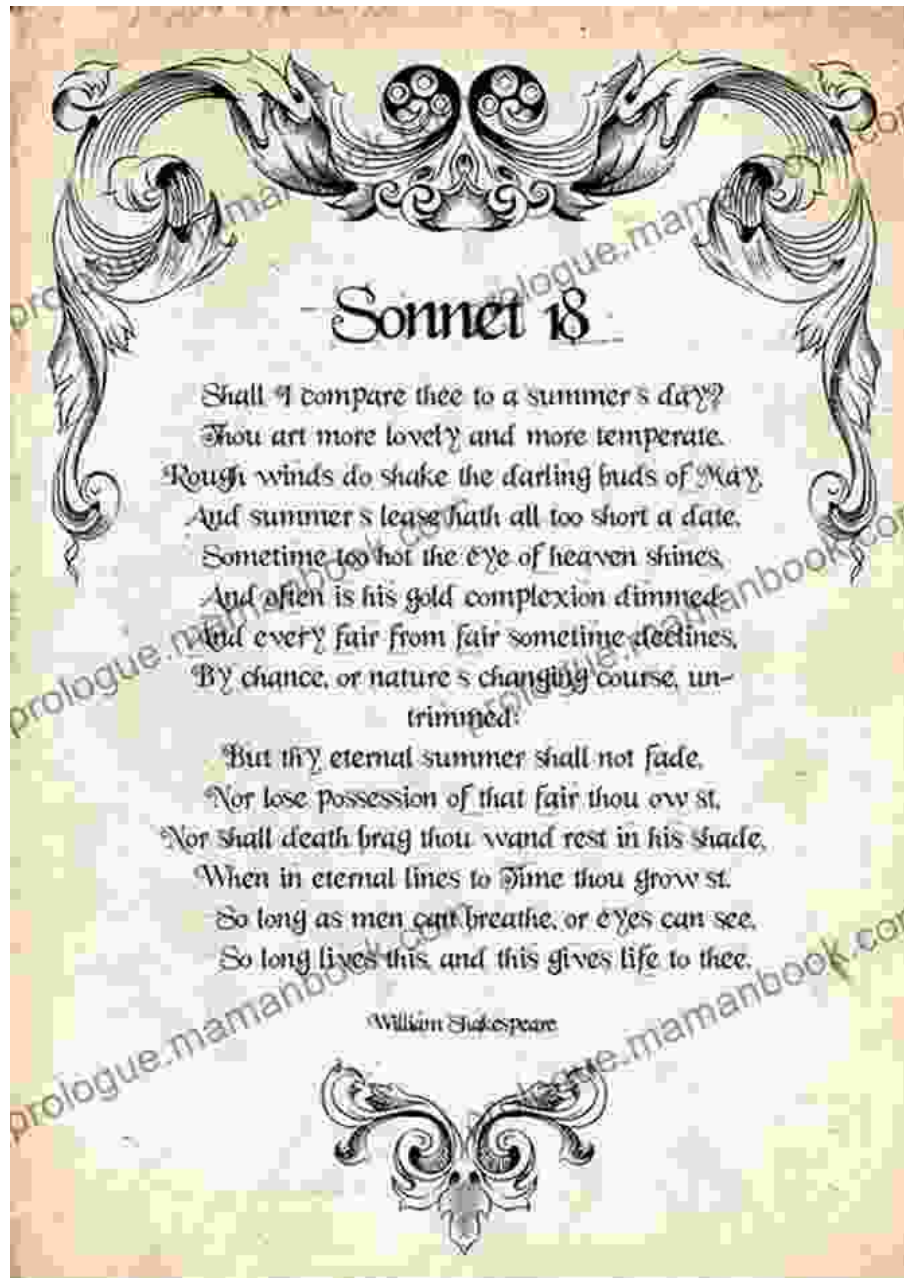 prologue.mamanbook.com
prologue.mamanbook.co
Sonnet 18
Shall I compare thee to a summer s day?
Thou art more lovely and more temperate.
Rough winds do shake the darling buds of May,
And summer s lease hath all too short a date.
Sometime too hot the eye of heaven shines,
And often is his gold complexion dimmed;
And every fair from fair sometime declines,
By chance, or nature s changing course, un-
trimmed:
But thy eternal summer shall not fade,
Nor lose possession of that fair thou ow st,
Nor shall death brag thou wand rest in his shade,
When in eternal lines to Time thou grow st.
So long as men can breathe, or eyes can see,
So long lives this, and this gives life to thee.
William Shakespeare
prologue.mamanbook.com
prologue.mamanbook.com
prologue.mamanbook.com
prologue.mamanbook.com